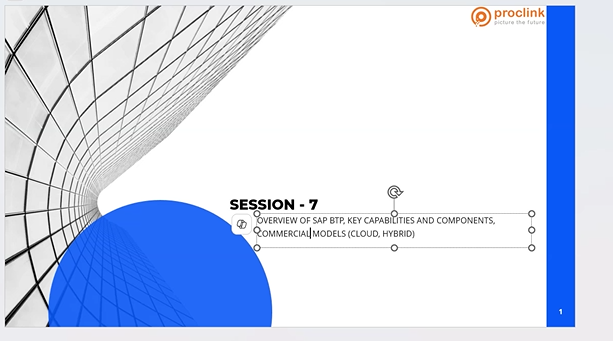 proclink
picture the future
SESSION - 7
OVERVIEW OF SAP BTP, KEY CAPABILITIES AND COMPONENTS,
COMMERCIAL MODELS (CLOUD, HYBRID)
1